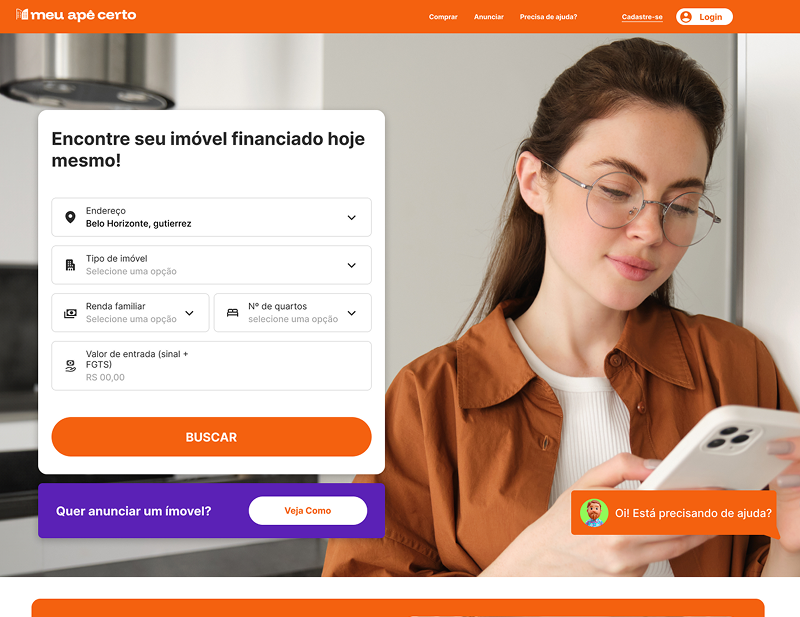 meu apê certo
Comprar
Anunciar
Precisa de ajuda?
Cadastre-se
Login
Encontre seu imóvel financiado hoje
mesmo!
Endereço
Belo Horizonte, gutierrez
Tipo de imóvel
Selecione uma opção
Renda familiar
Selecione uma opção
Nº de quartos
selecione uma opção
Valor de entrada (sinal +
FGTS)
RS 00,00
BUSCAR
Quer anunciar um ímovel?
Veja Como
Oi! Está precisando de ajuda?